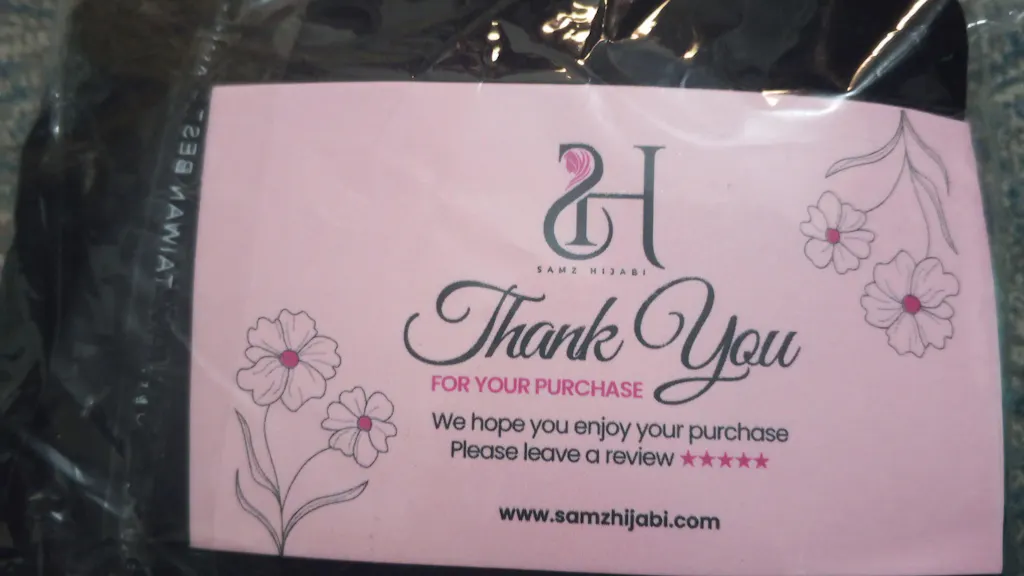 SH
SAMZ HIJABI
Thank You
FOR YOUR PURCHASE
We hope you enjoy your purchase
Please leave a review ★★★★★
www.samzhijabi.com